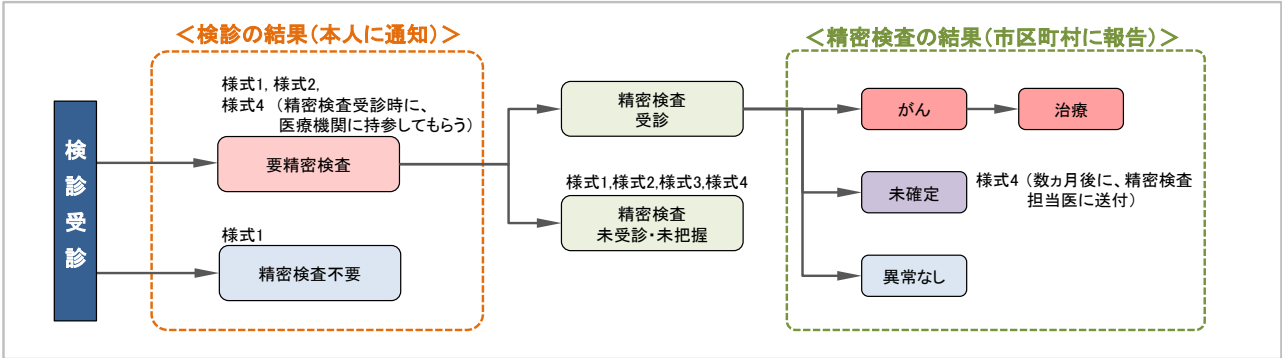 ＜検診の結果（本人に通知）＞
＜精密検査の結果（市区町村に報告）＞
検診受診
様式1, 様式2,
様式4 （精密検査受診時に、
医療機関に持参してもらう）
要精密検査
様式1
精密検査不要
精密検査
受診
様式1,様式2,様式3,様式4
精密検査
未受診・未把握
がん
治療
未確定
様式4 （数ヵ月後に、精密検査
担当医に送付）
異常なし